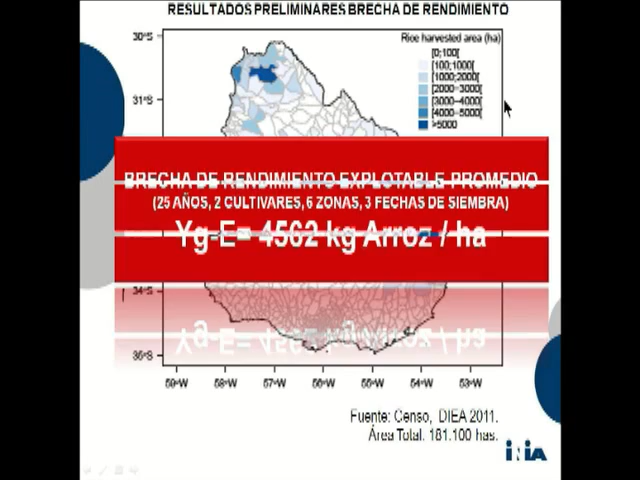 RESULTADOS PRELIMINARES BRECHA DE RENDIMIENTO
30°S
Rice harvested area (ha)
[0;100[
[100;1000[
[1000;2000[
[2000-3000[
[3000-4000[
[4000-5000[
>5000
31°S
BRECHA DE RENDIMIENTO EXPLOTABLE PROMEDIO
(25 AÑOS, 2 CULTIVARES, 6 ZONAS, 3 FECHAS DE SIEMBRA)
Yg-E= 4562 kg Arroz / ha
34°S
35°S
59°W 58°W 57°W 56°W 55°W 54°W 53°W
Fuente: Censo, DIEA 2011.
Área Total. 181.100 has.
INIA